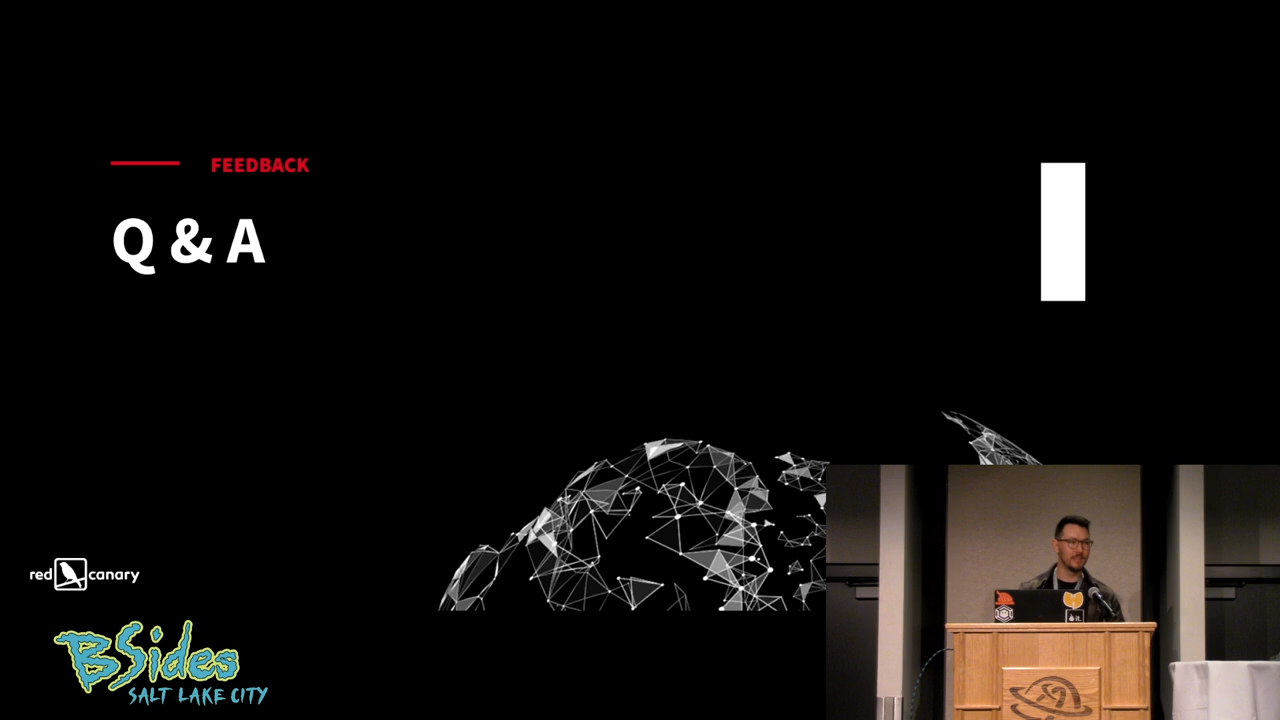 FEEDBACK
Q & A
red canary
BSides
SALT LAKE CITY